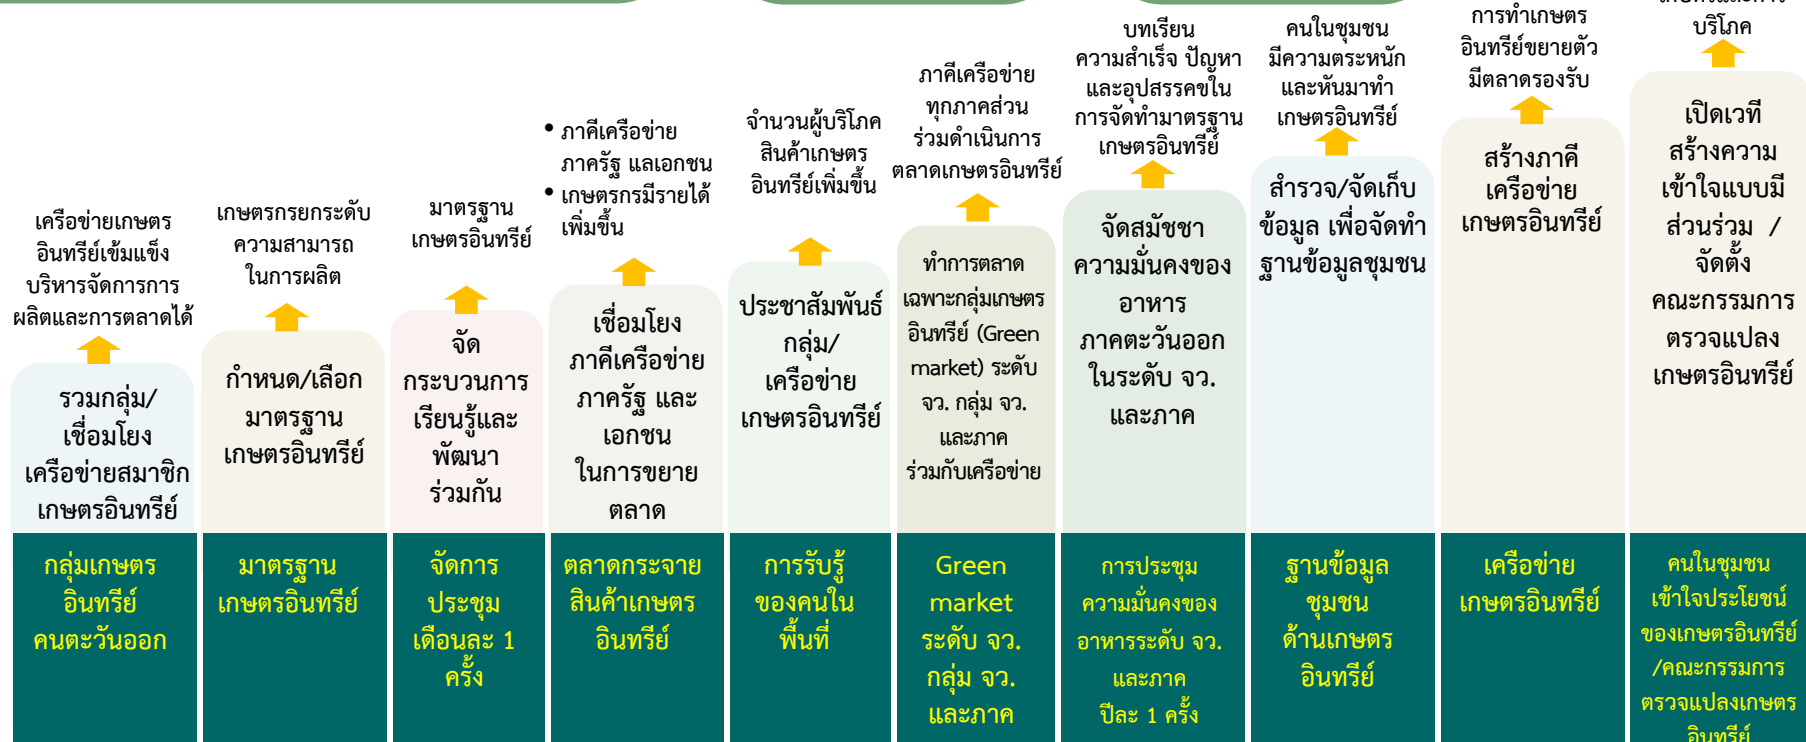 เครือข่ายเกษตร
อินทรีย์เข้มแข็ง
บริหารจัดการการ
ผลิตและการตลาดได้
รวมกลุ่ม/
เชื่อมโยง
เครือข่ายสมาชิก
เกษตรอินทรีย์
กลุ่มเกษตร
อินทรีย์
คนตะวันออก
เกษตรกรยกระดับ
ความสามารถ
ในการผลิต
กำหนด/เลือก
มาตรฐาน
เกษตรอินทรีย์
มาตรฐาน
เกษตรอินทรีย์
มาตรฐาน
เกษตรอินทรีย์
จัด
กระบวนการ
เรียนรู้และ
พัฒนา
ร่วมกัน
จัดการ
ประชุม
เดือนละ 1
ครั้ง
• ภาคีเครือข่าย
ภาครัฐ แลเอกชน
• เกษตรกรมีรายได้
เพิ่มขึ้น
เชื่อมโยง
ภาคีเครือข่าย
ภาครัฐ และ
เอกชน
ในการขยาย
ตลาด
ตลาดกระจาย
สินค้าเกษตร
อินทรีย์
จำนวนผู้บริโภค
สินค้าเกษตร
อินทรีย์เพิ่มขึ้น
ประชาสัมพันธ์
กลุ่ม/
เครือข่าย
เกษตรอินทรีย์
การรับรู้
ของคนใน
พื้นที่
ภาคีเครือข่าย
ทุกภาคส่วน
ร่วมดำเนินการ
ตลาดเกษตรอินทรีย์
ทำการตลาด
เฉพาะกลุ่มเกษตร
อินทรีย์ (Green
market) ระดับ
จว. กลุ่ม จว.
และภาค
ร่วมกับเครือข่าย
Green
market
ระดับ จว.
กลุ่ม จว.
และภาค
บทเรียน
ความสำเร็จ ปัญหา
และอุปสรรคขใน
การจัดทำมาตรฐาน
เกษตรอินทรีย์
จัดสมัชชา
ความมั่นคงของ
อาหาร
ภาคตะวันออก
ในระดับ จว.
และภาค
การประชุม
ความมั่นคงของ
อาหารระดับ จว.
และภาค
ปีละ 1 ครั้ง
คนในชุมชน
มีความตระหนัก
และหันมาทำ
เกษตรอินทรีย์
สำรวจ/จัดเก็บ
ข้อมูล เพื่อจัดทำ
ฐานข้อมูลชุมชน
ฐานข้อมูล
ชุมชน
ด้านเกษตร
อินทรีย์
การทำเกษตร
อินทรีย์ขยายตัว
มีตลาดรองรับ
สร้างภาคี
เครือข่าย
เกษตรอินทรีย์
เครือข่าย
เกษตรอินทรีย์
บริโภค
เปิดเวที
สร้างความ
เข้าใจแบบมี
ส่วนร่วม /
จัดตั้ง
คณะกรรมการ
ตรวจแปลง
เกษตรอินทรีย์
คนในชุมชน
เข้าใจประโยชน์
ของเกษตรอินทรีย์
/คณะกรรมการ
ตรวจแปลงเกษตร
อินทรีย์